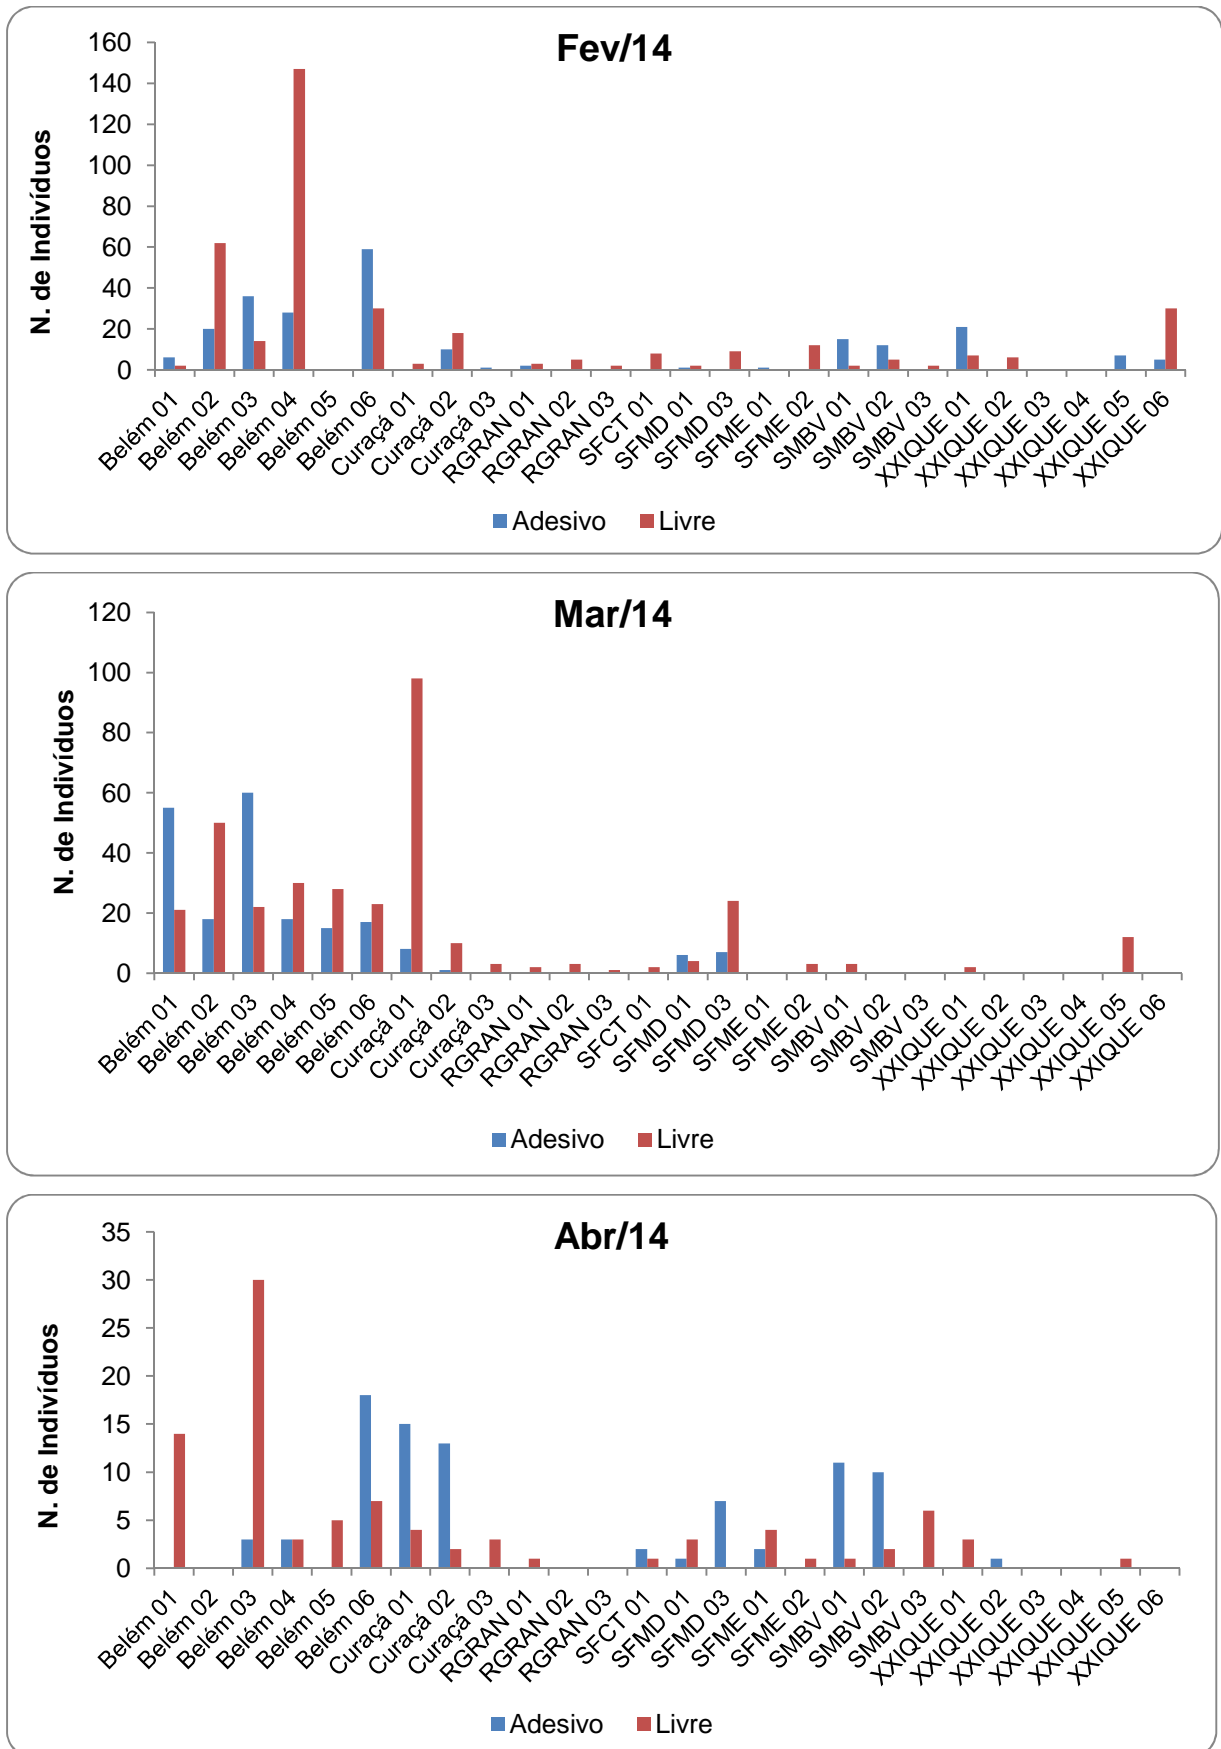 Fev/14
N. de Indivíduos
160
140
120
100
80
60
40
20
0
Belém 01
Belém 02
Belém 03
Belém 04
Belém 05
Belém 06
Curaçá 01
Curaçá 02
Curaçá 03
RGRAN 01
RGRAN 02
RGRAN 03
SFCT 01
SFMD 01
SFMD 03
SFME 01
SFME 02
SMBV 01
SMBV 02
SMBV 03
XXIQUE 01
XXIQUE 02
XXIQUE 03
XXIQUE 04
XXIQUE 05
XXIQUE 06
Adesivo Livre
Mar/14
N. de Indivíduos
120
100
80
60
40
20
0
Belém 01
Belém 02
Belém 03
Belém 04
Belém 05
Belém 06
Curaçá 01
Curaçá 02
Curaçá 03
RGRAN 01
RGRAN 02
RGRAN 03
SFCT 01
SFMD 01
SFMD 03
SFME 01
SFME 02
SMBV 01
SMBV 02
SMBV 03
XXIQUE 01
XXIQUE 02
XXIQUE 03
XXIQUE 04
XXIQUE 05
XXIQUE 06
Adesivo Livre
Abr/14
N. de Indivíduos
35
30
25
20
15
10
5
0
Belém 01
Belém 02
Belém 03
Belém 04
Belém 05
Belém 06
Curaçá 01
Curaçá 02
Curaçá 03
RGRAN 01
RGRAN 02
RGRAN 03
SFCT 01
SFMD 01
SFMD 03
SFME 01
SFME 02
SMBV 01
SMBV 02
SMBV 03
XXIQUE 01
XXIQUE 02
XXIQUE 03
XXIQUE 04
XXIQUE 05
XXIQUE 06
Adesivo Livre